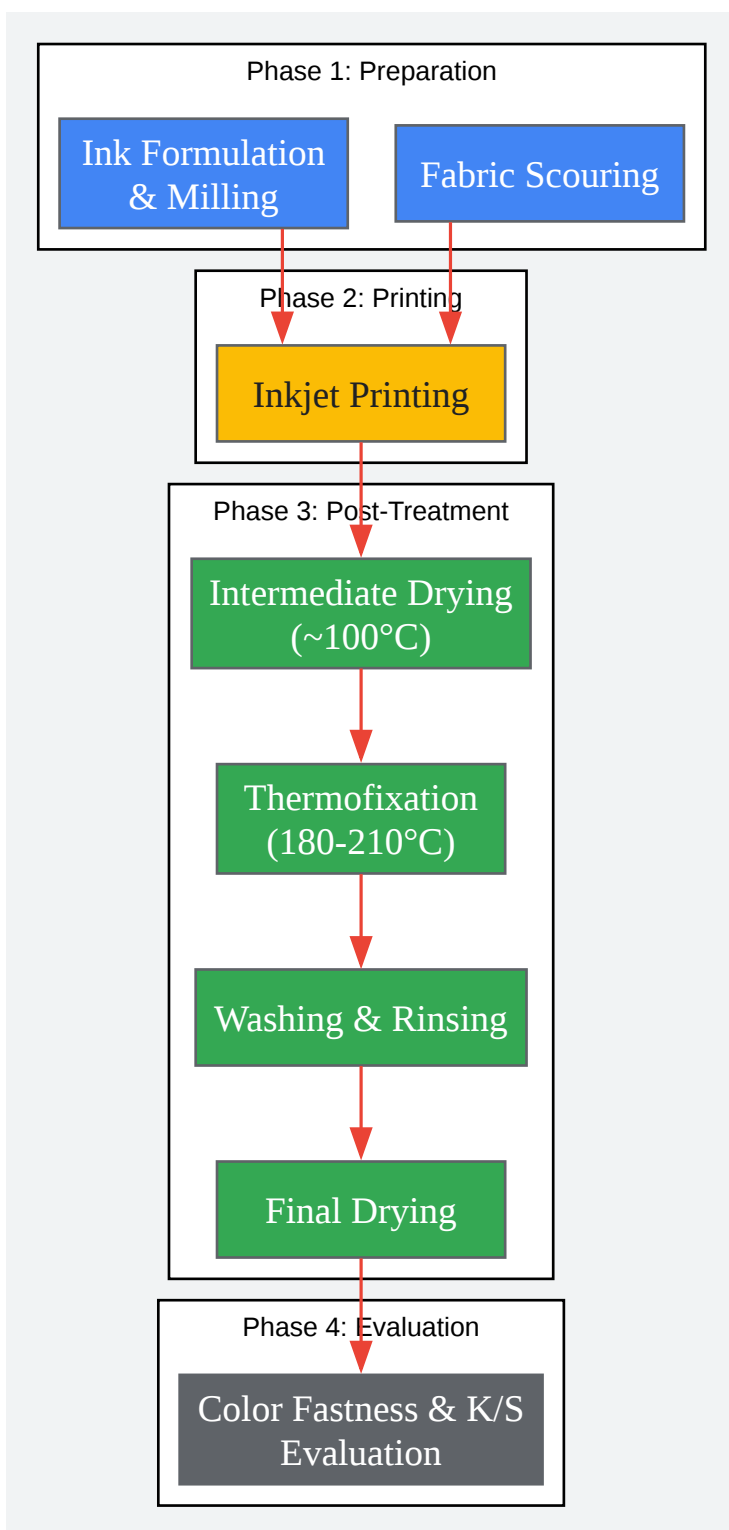 Phase 1: Preparation
Ink Formulation
& Milling
Fabric Scouring
Phase 2: Printing
Inkjet Printing
Phase 3: Post-Treatment
Intermediate Drying
(~100°C)
Thermofixation
(180-210°C)
Washing & Rinsing
Final Drying
Phase 4: Evaluation
Color Fastness & K/S
Evaluation